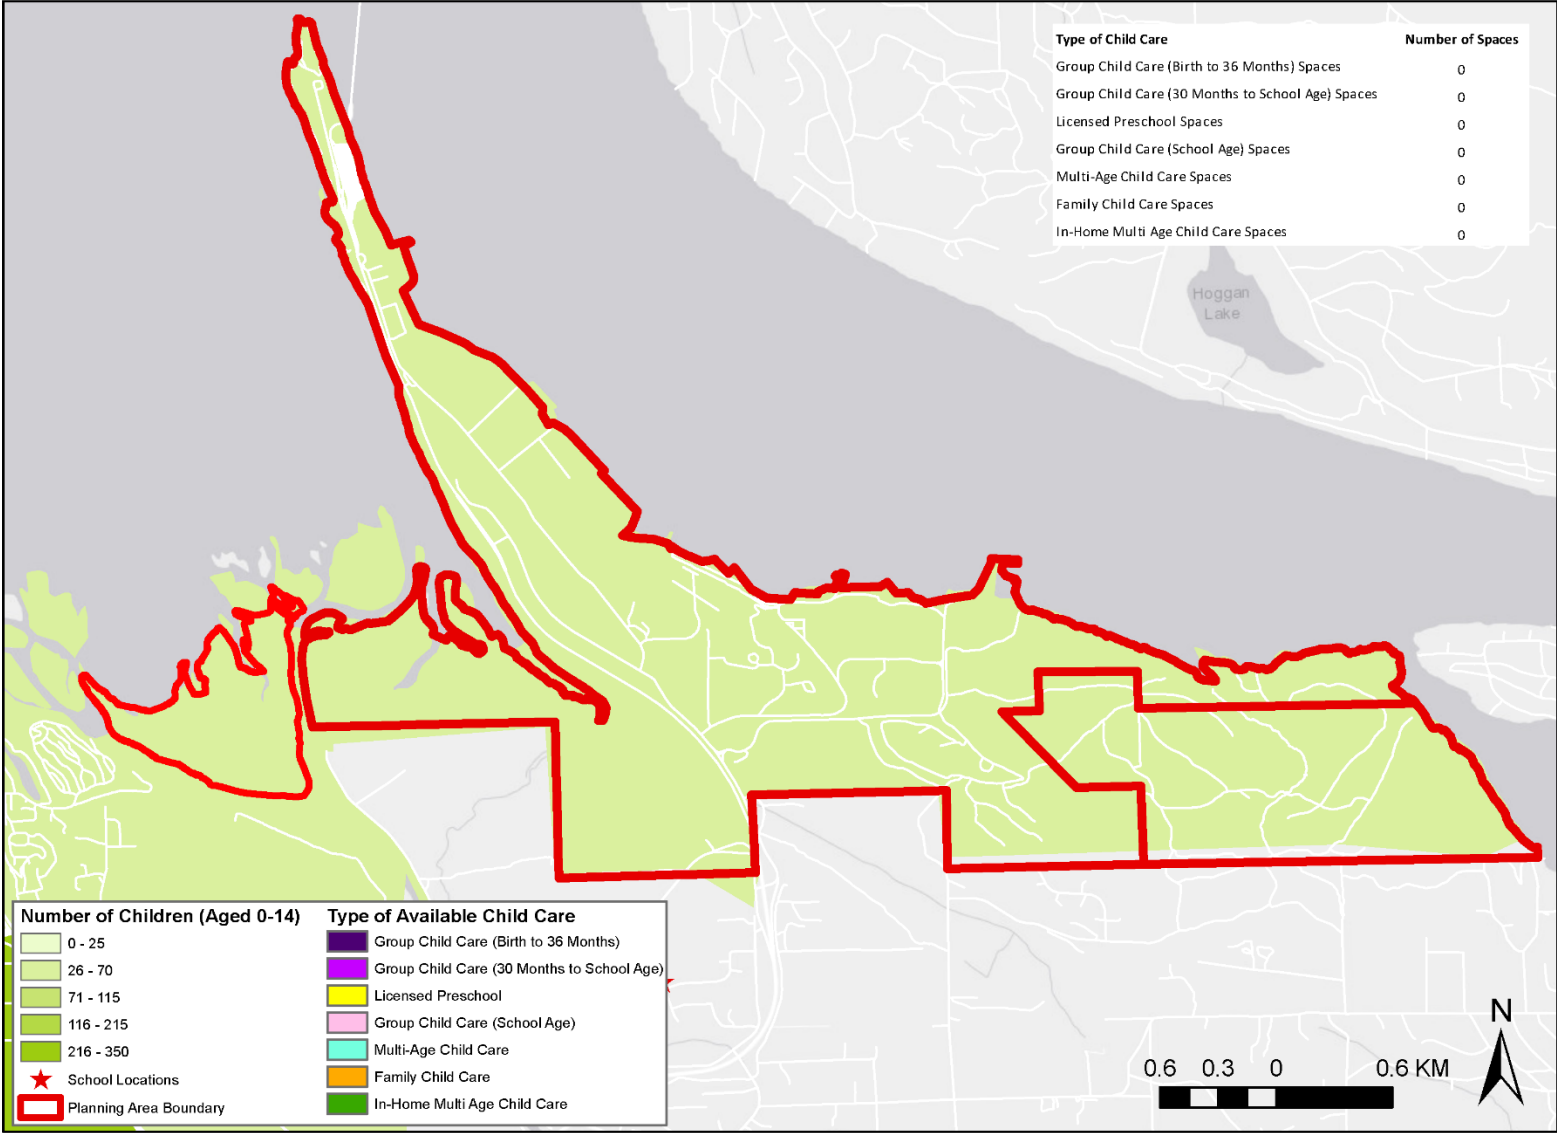 Type of Child Care Number of Spaces
Group Child Care (Birth to 36 Months) Spaces 0
Group Child Care (30 Months to School Age) Spaces 0
Licensed Preschool Spaces 0
Group Child Care (School Age) Spaces 0
Multi-Age Child Care Spaces 0
Family Child Care Spaces 0
In-Home Multi Age Child Care Spaces 0
Hoggan
Lake
Number of Children (Aged 0-14)
0 - 25
26 - 70
71 - 115
116 - 215
216 - 350
School Locations
Planning Area Boundary
Type of Available Child Care
Group Child Care (Birth to 36 Months)
Group Child Care (30 Months to School Age)
Licensed Preschool
Group Child Care (School Age)
Multi-Age Child Care
Family Child Care
In-Home Multi Age Child Care
0.6 0.3 0 0.6 KM
N